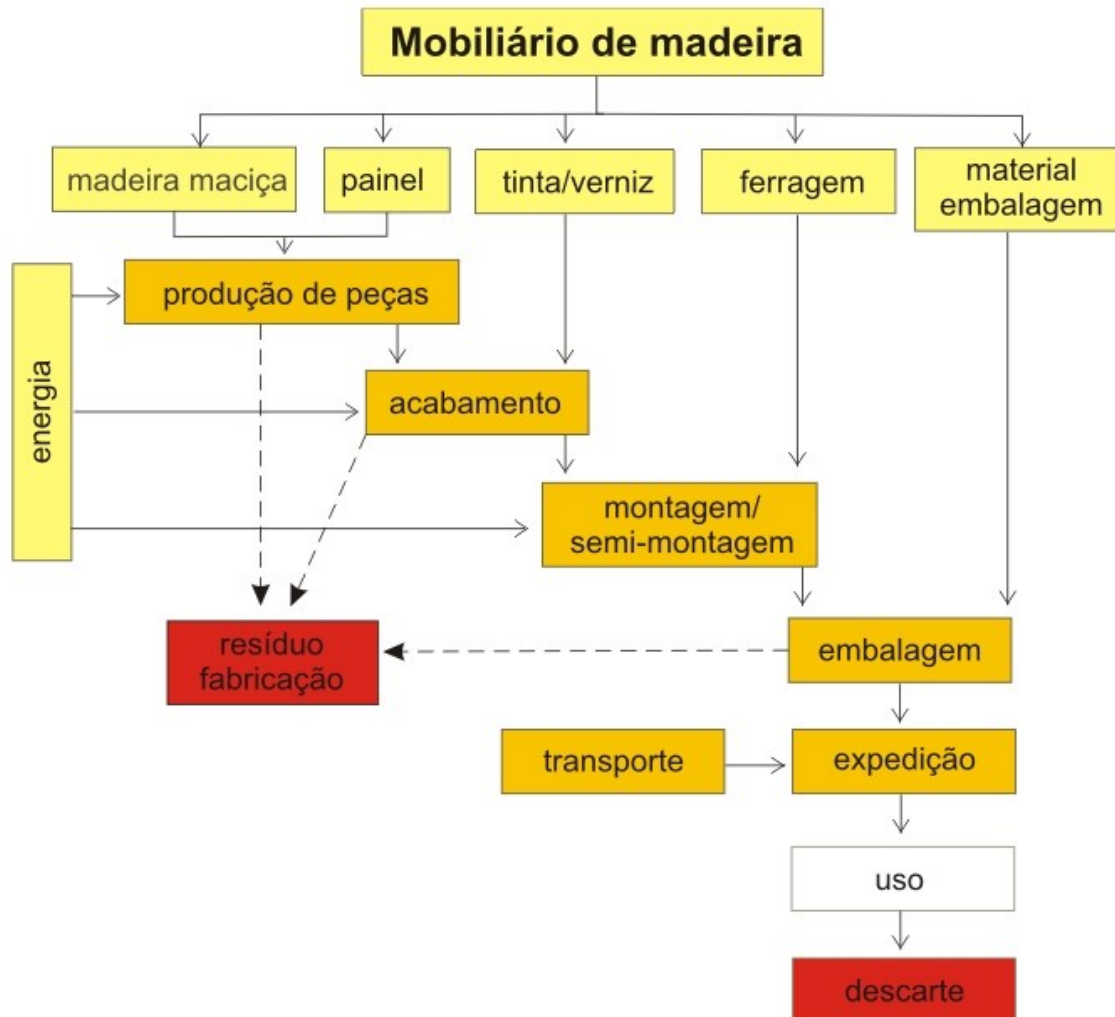 Mobiliário de madeira
madeira maciça
painel
tinta/verniz
ferragem
material
embalagem
energia
produção de peças
acabamento
montagem/
semi-montagem
resíduo
fabricação
embalagem
transporte
expedição
uso
descarte